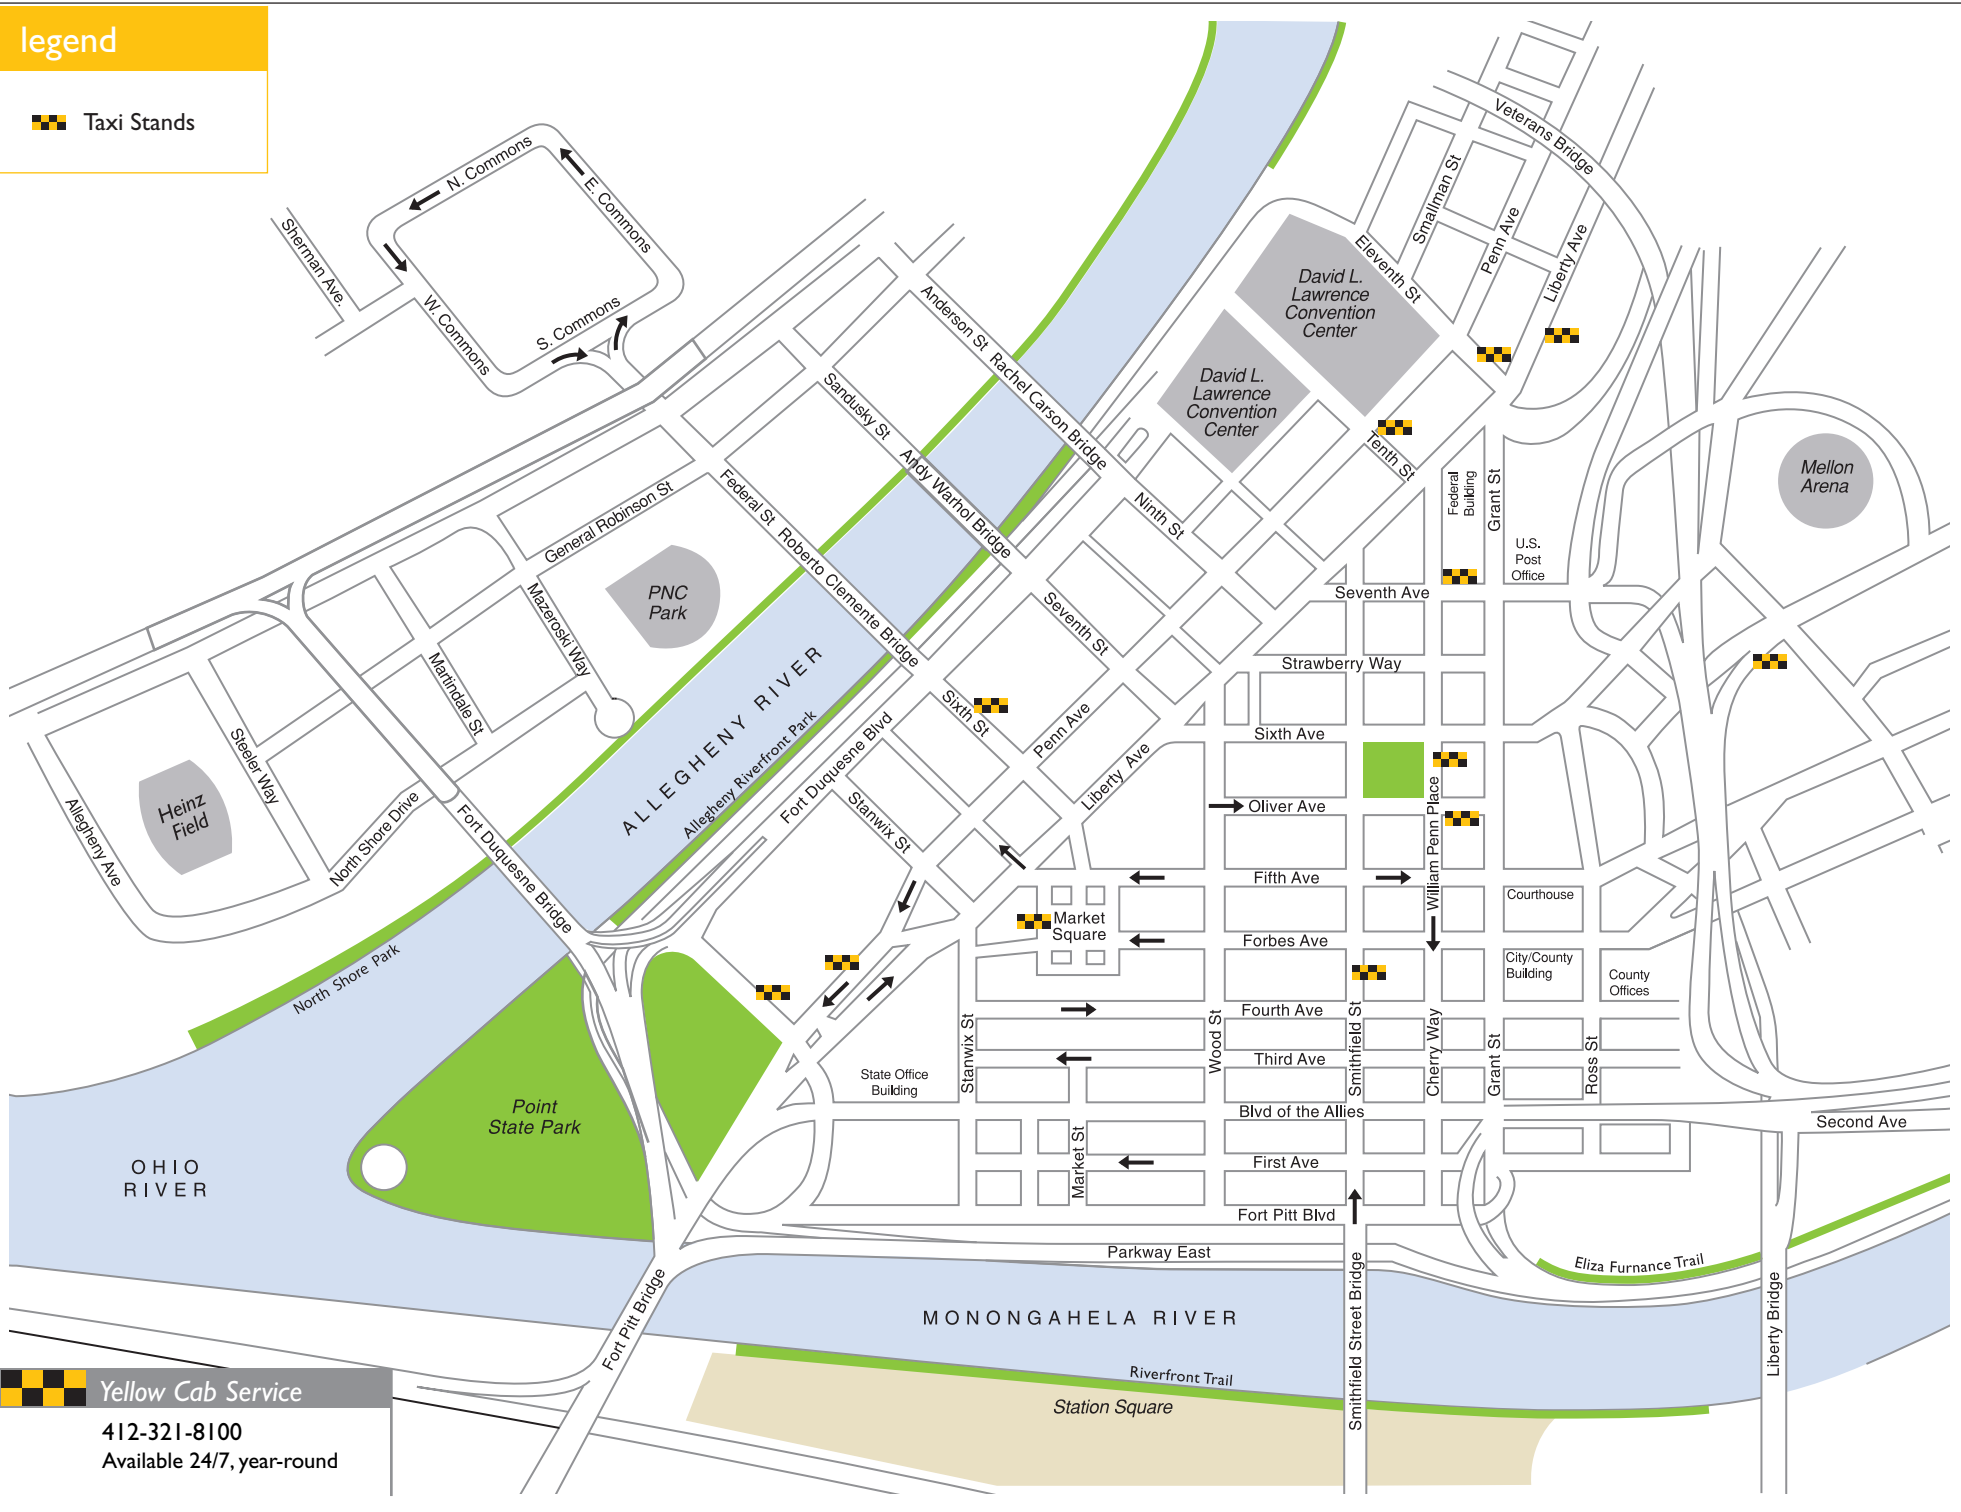 legend
Taxi Stands
N. Commons
E. Commons
S. Commons
W. Commons
Sherman Ave.
Veterans Bridge
Smallman St
Penn Ave
Liberty Ave
Eleventh St
David L.
Lawrence
Convention
Center
David L.
Lawrence
Convention
Center
Anderson St
Rachel Carson Bridge
Sandusky St
Andy Warhol Bridge
Federal St
Roberto Clemente Bridge
General Robinson St
Mazeroski Way
PNC
Park
Martindale St
Steeler Way
Heinz
Field
Allegheny Ave
North Shore Drive
Fort Duquesne Bridge
North Shore Park
ALLEGHENY RIVER
Allegheny Riverfront Park
Fort Duquesne Blvd
Tenth St
Ninth St
Seventh St
Sixth St
Stanwix St
Penn Ave
Liberty Ave
Federal
Building
Grant St
U.S.
Post
Office
Mellon
Arena
Seventh Ave
Strawberry Way
Sixth Ave
Oliver Ave
William Penn Place
Fifth Ave
Courthouse
Market
Square
Forbes Ave
City/County
Building
County
Offices
Fourth Ave
Stanwix St
Wood St
Smithfield St
Cherry Way
Grant St
Ross St
Third Ave
State Office
Building
Blvd of the Allies
Second Ave
Market St
First Ave
Fort Pitt Blvd
Parkway East
Point
State Park
OHIO
RIVER
Eliza Furnance Trail
Fort Pitt Bridge
MONONGAHELA RIVER
Smithfield Street Bridge
Liberty Bridge
Riverfront Trail
Station Square
Yellow Cab Service
412-321-8100
Available 24/7, year-round